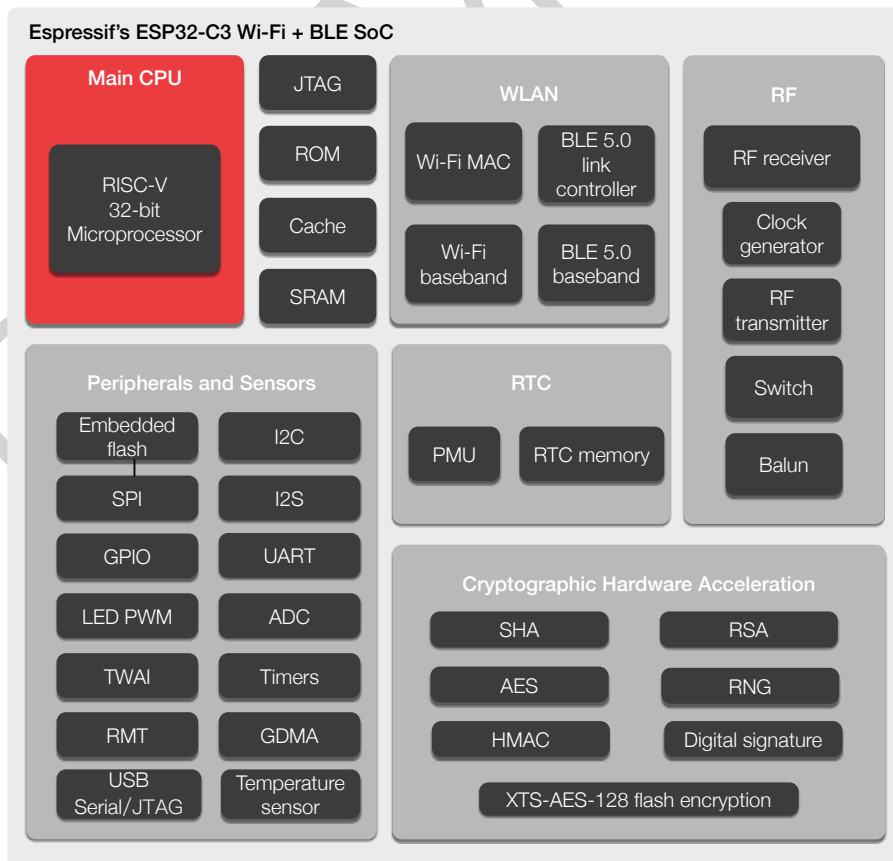 Espressif's ESP32-C3 Wi-Fi + BLE SoC
Main CPU
RISC-V
32-bit
Microprocessor
JTAG
ROM
Cache
SRAM
WLAN
Wi-Fi MAC
BLE 5.0
link
controller
Wi-Fi
baseband
BLE 5.0
baseband
RF
RF receiver
Clock
generator
RF
transmitter
Switch
Balun
Peripherals and Sensors
Embedded
flash
I2C
SPI
I2S
GPIO
UART
LED PWM
ADC
TWAI
Timers
RMT
GDMA
USB
Serial/JTAG
Temperature
sensor
RTC
PMU
RTC memory
Cryptographic Hardware Acceleration
SHA
RSA
AES
RNG
HMAC
Digital signature
XTS-AES-128 flash encryption